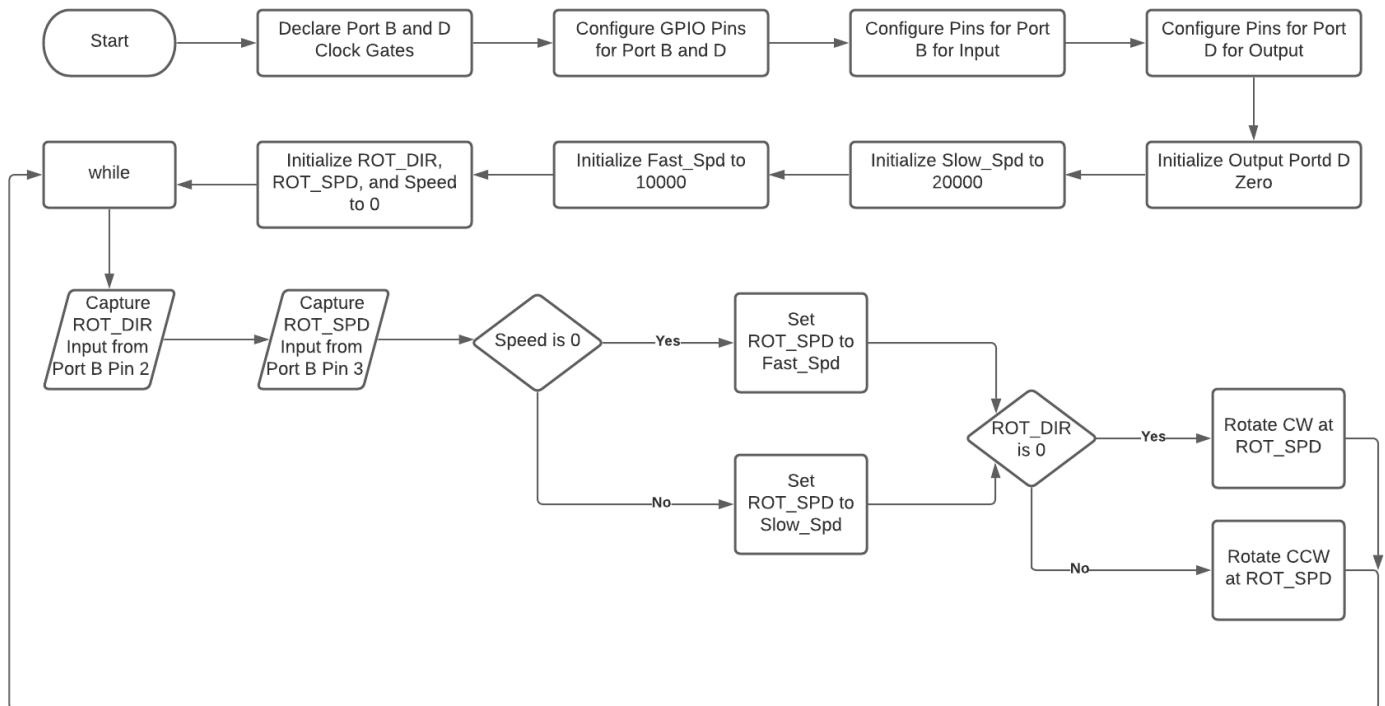 Start
Declare Port B and D
Clock Gates
Configure GPIO Pins
for Port B and D
Configure Pins for Port
B for Input
Configure Pins for Port
D for Output
while
Initialize ROT_DIR,
ROT_SPD, and Speed
to 0
Initialize Fast_Spd to
10000
Initialize Slow_Spd to
20000
Initialize Output Portd D
Zero
Capture
ROT_DIR
Input from
Port B Pin 2
Capture
ROT_SPD
Input from
Port B Pin 3
Speed is 0
Yes
Set
ROT_SPD to
Fast_Spd
No
Set
ROT_SPD to
Slow_Spd
ROT_DIR
is 0
Yes
Rotate CW at
ROT_SPD
No
Rotate CCW
at ROT_SPD